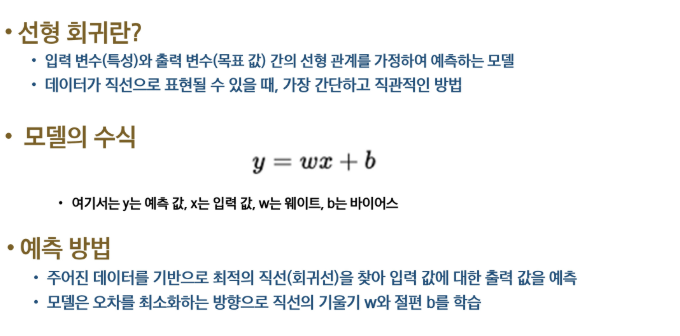 • 선형 회귀란?
• 입력 변수(특성)와 출력 변수(목표 값) 간의 선형 관계를 가정하여 예측하는 모델
• 데이터가 직선으로 표현될 수 있을 때, 가장 간단하고 직관적인 방법
• 모델의 수식
y = wx + b
• 여기서는 y는 예측 값, x는 입력 값, w는 웨이트, b는 바이어스
• 예측 방법
• 주어진 데이터를 기반으로 최적의 직선(회귀선)을 찾아 입력 값에 대한 출력 값을 예측
• 모델은 오차를 최소화하는 방향으로 직선의 기울기 w와 절편 b를 학습